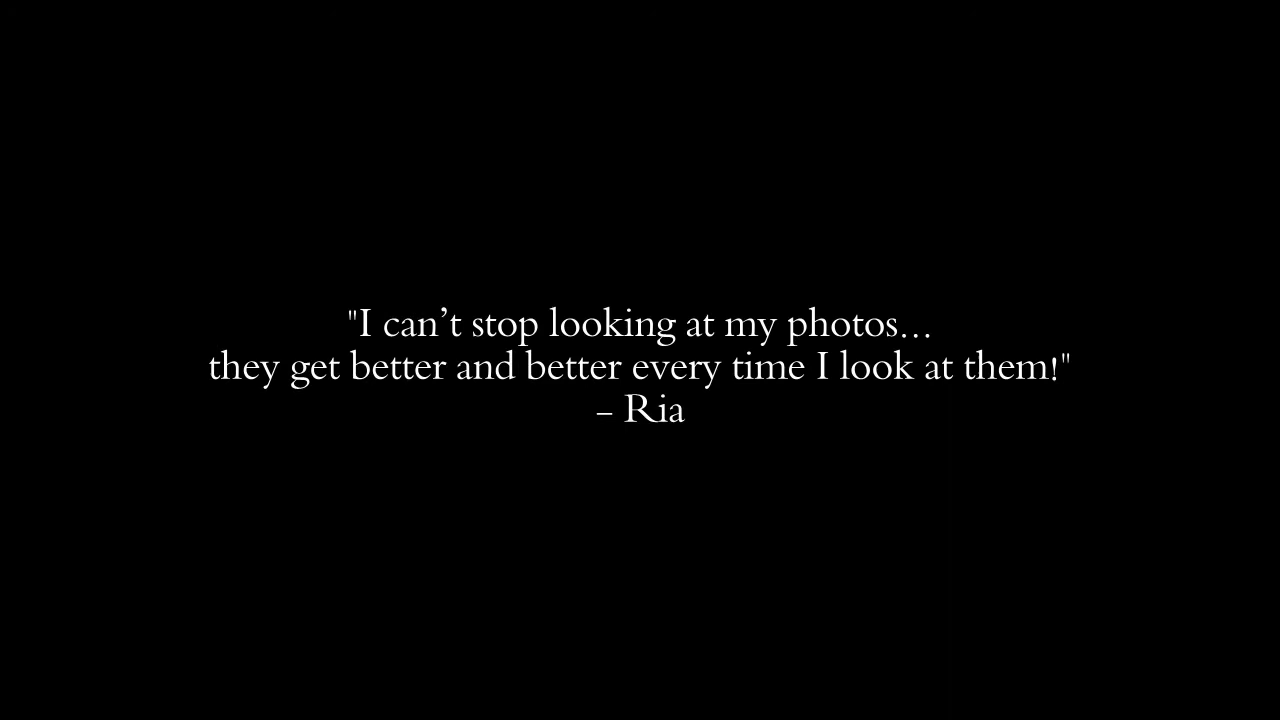 "I can’t stop looking at my photos...
they get better and better every time I look at them!"
– Ria